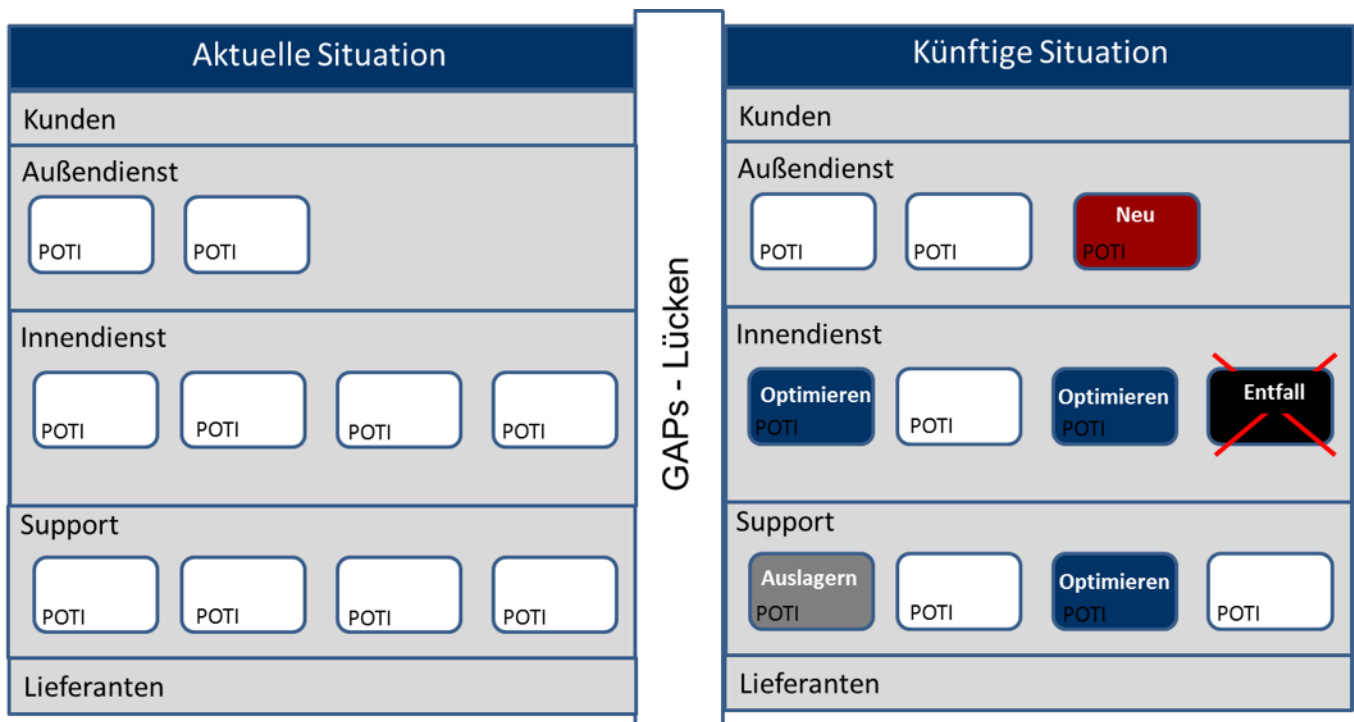 Aktuelle Situation
Kunden
Außendienst
POTI
POTI
Innendienst
POTI
POTI
POTI
POTI
Support
POTI
POTI
POTI
POTI
Lieferanten
GAPs - Lücken
Künftige Situation
Kunden
Außendienst
POTI
POTI
Neu
POTI
Innendienst
Optimieren
POTI
POTI
Optimieren
POTI
Entfall
Support
Auslagern
POTI
POTI
Optimieren
POTI
POTI
Lieferanten